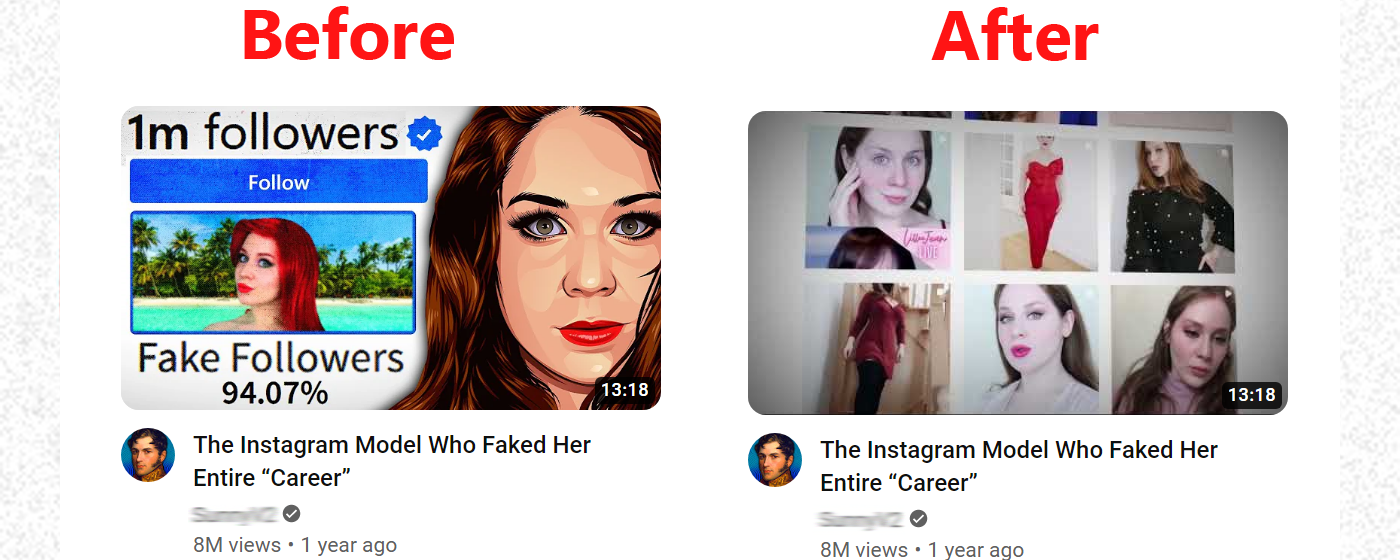 Before
After
1m followers
Follow
Fake Followers
94.07%
13:18
The Instagram Model Who Faked Her
Entire “Career”
8M views • 1 year ago
LIVE
13:18
The Instagram Model Who Faked Her
Entire “Career”
8M views • 1 year ago